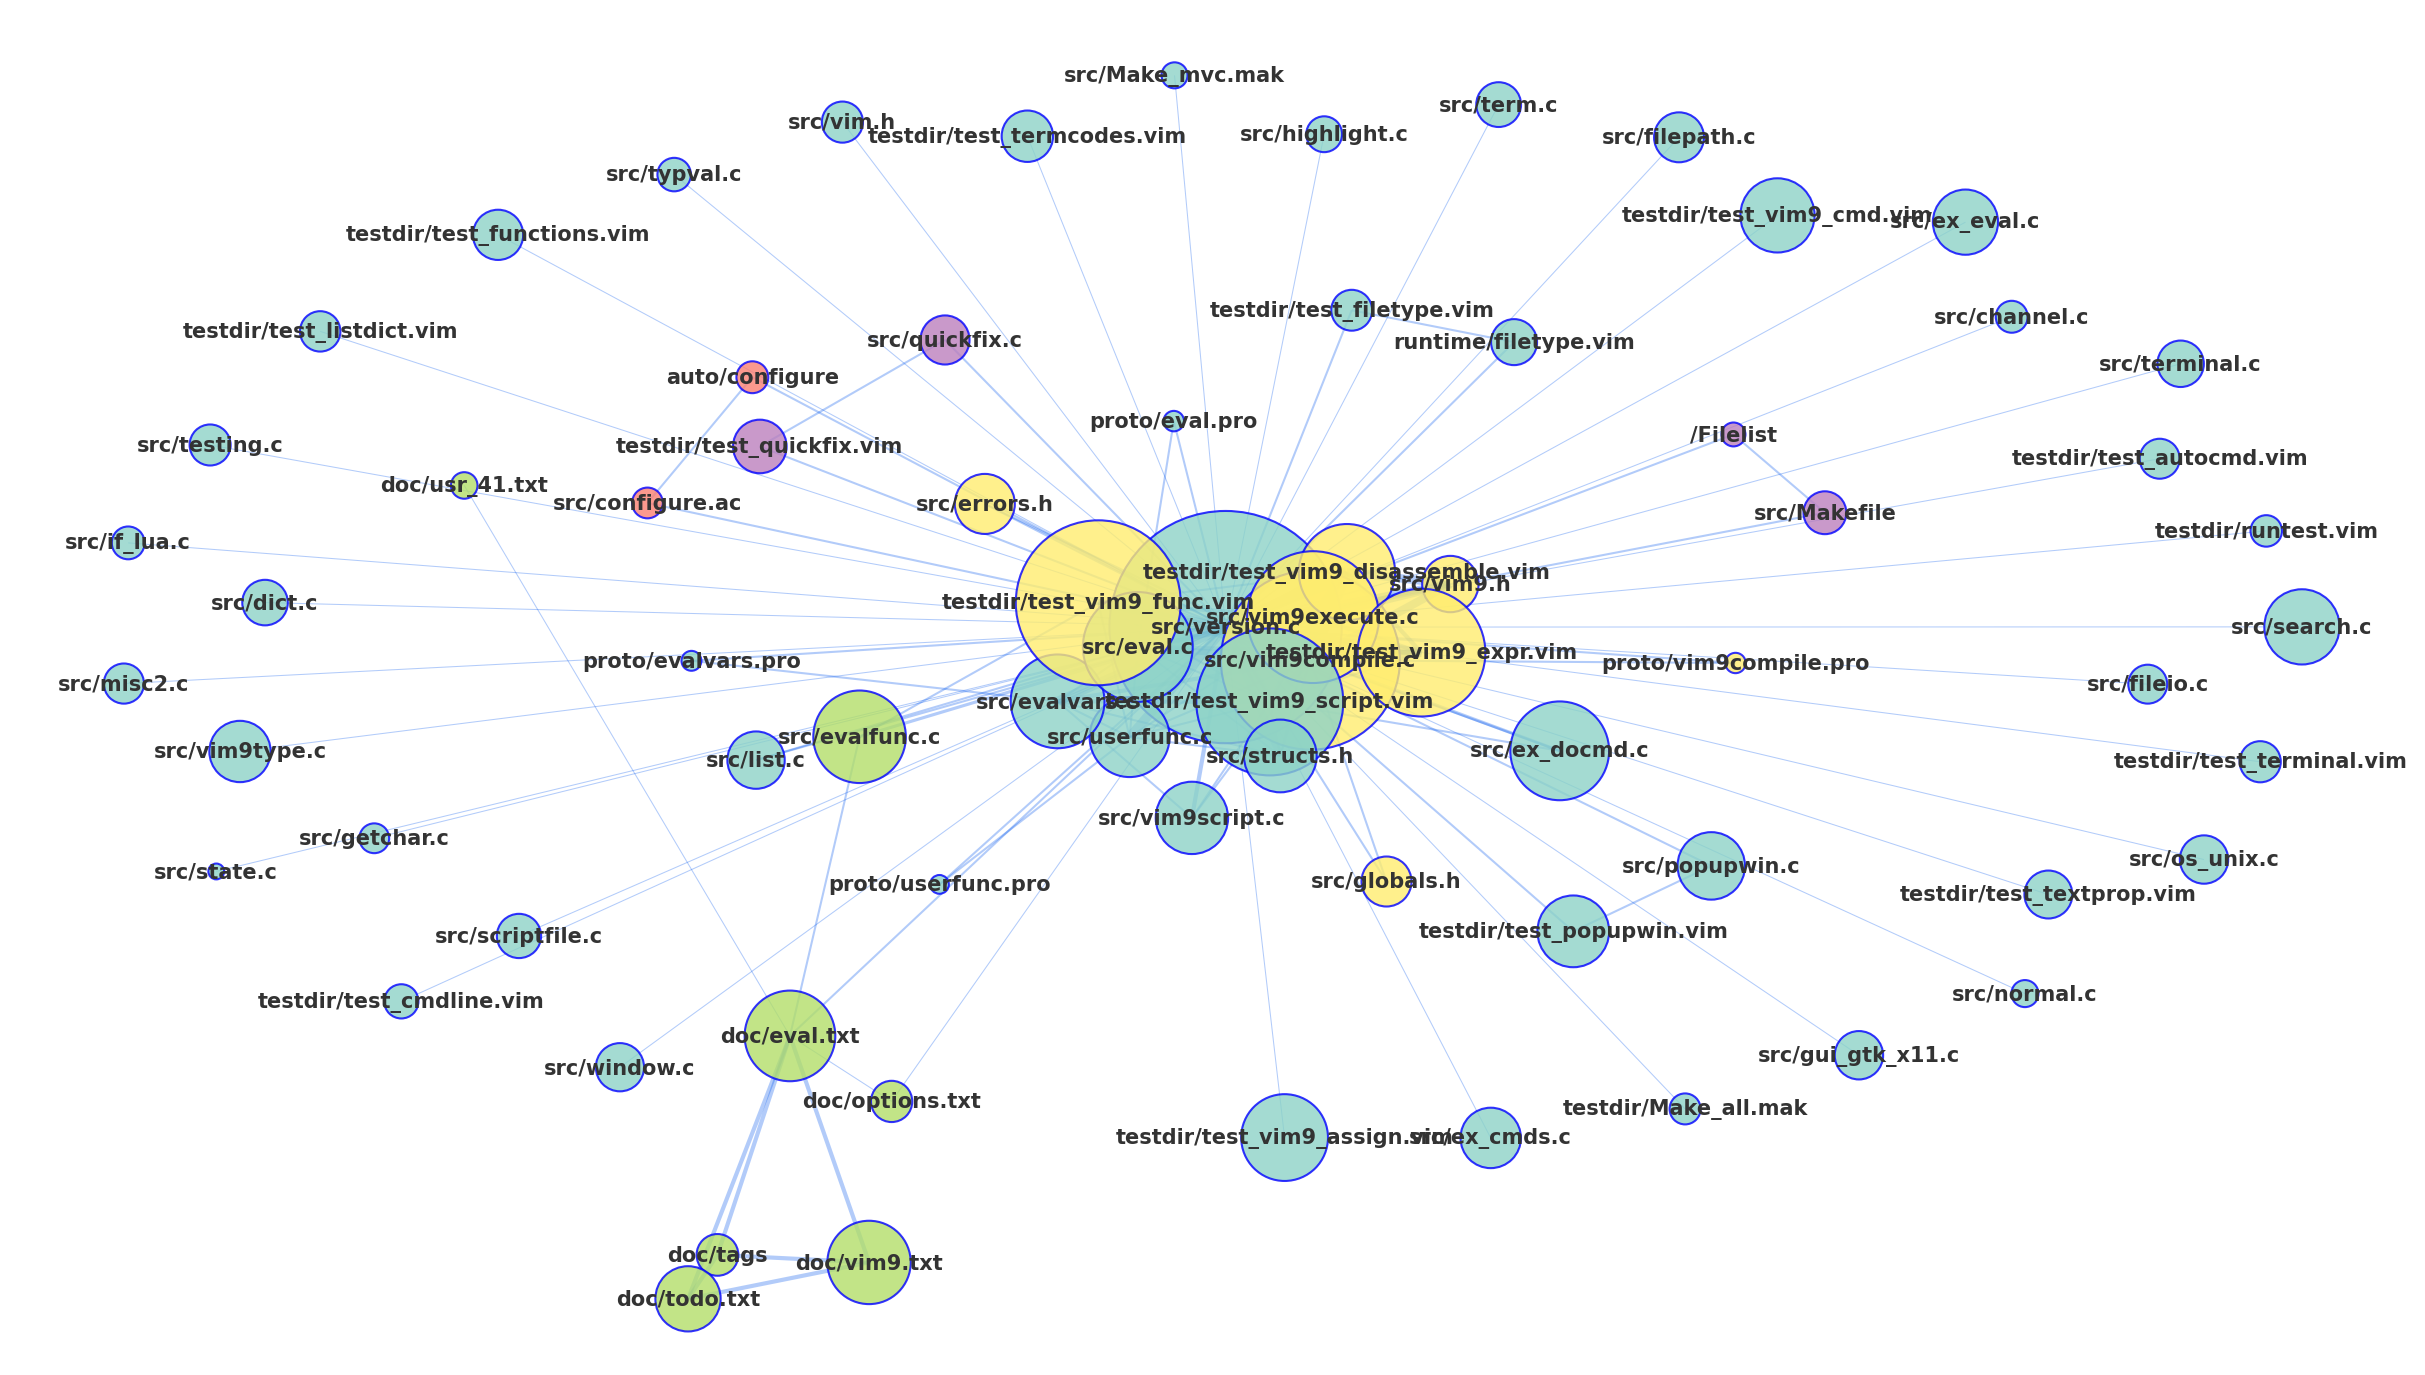 src/Make_mvc.mak
src/term.c
src/vim.h
testdir/test_termcodes.vim
src/highlight.c
src/filepath.c
src/typval.c
testdir/test_vim9_cmd.vim
src/ex_eval.c
testdir/test_functions.vim
testdir/test_listdict.vim
src/quickfix.c
testdir/test_filetype.vim
runtime/filetype.vim
src/channel.c
src/terminal.c
auto/configure
proto/eval.pro
/Filelist
src/testing.c
testdir/test_quickfix.vim
testdir/test_autocmd.vim
doc/usr_41.txt
src/configure.ac
src/errors.h
src/Makefile
testdir/runtest.vim
src/if_lua.c
testdir/test_vim9_disassemble.vim
src/vim9.h
src/dict.c
testdir/test_vim9_func.vim
src/vim9execute.c
src/version.c
src/search.c
src/eval.c
testdir/test_vim9_expr.vim
src/vim9compile.c
proto/evalvars.pro
proto/vim9compile.pro
src/misc2.c
src/fileio.c
src/evalvars.c
testdir/test_vim9_script.vim
src/vim9type.c
src/evalfunc.c
src/userfunc.c
src/list.c
src/structs.h
src/ex_docmd.c
testdir/test_terminal.vim
src/vim9script.c
src/getchar.c
src/state.c
proto/userfunc.pro
src/globals.h
src/popupwin.c
src/os_unix.c
testdir/test_textprop.vim
src/scriptfile.c
testdir/test_popupwin.vim
testdir/test_cmdline.vim
src/normal.c
doc/eval.txt
src/window.c
src/gui_gtk_x11.c
doc/options.txt
testdir/Make_all.mak
testdir/test_vim9_assign.vim
src/ex_cmds.c
doc/tags
doc/vim9.txt
doc/todo.txt